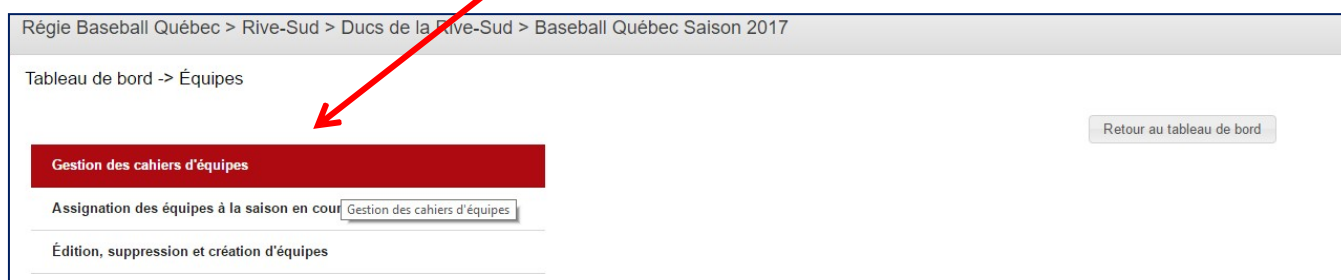 Régie Baseball Québec > Rive-Sud > Ducs de la Rive-Sud > Baseball Québec Saison 2017
Tableau de bord -> Équipes
Retour au tableau de bord
Gestion des cahiers d'équipes
Assignation des équipes à la saison en cour
Gestion des cahiers d'équipes
Édition, suppression et création d'équipes